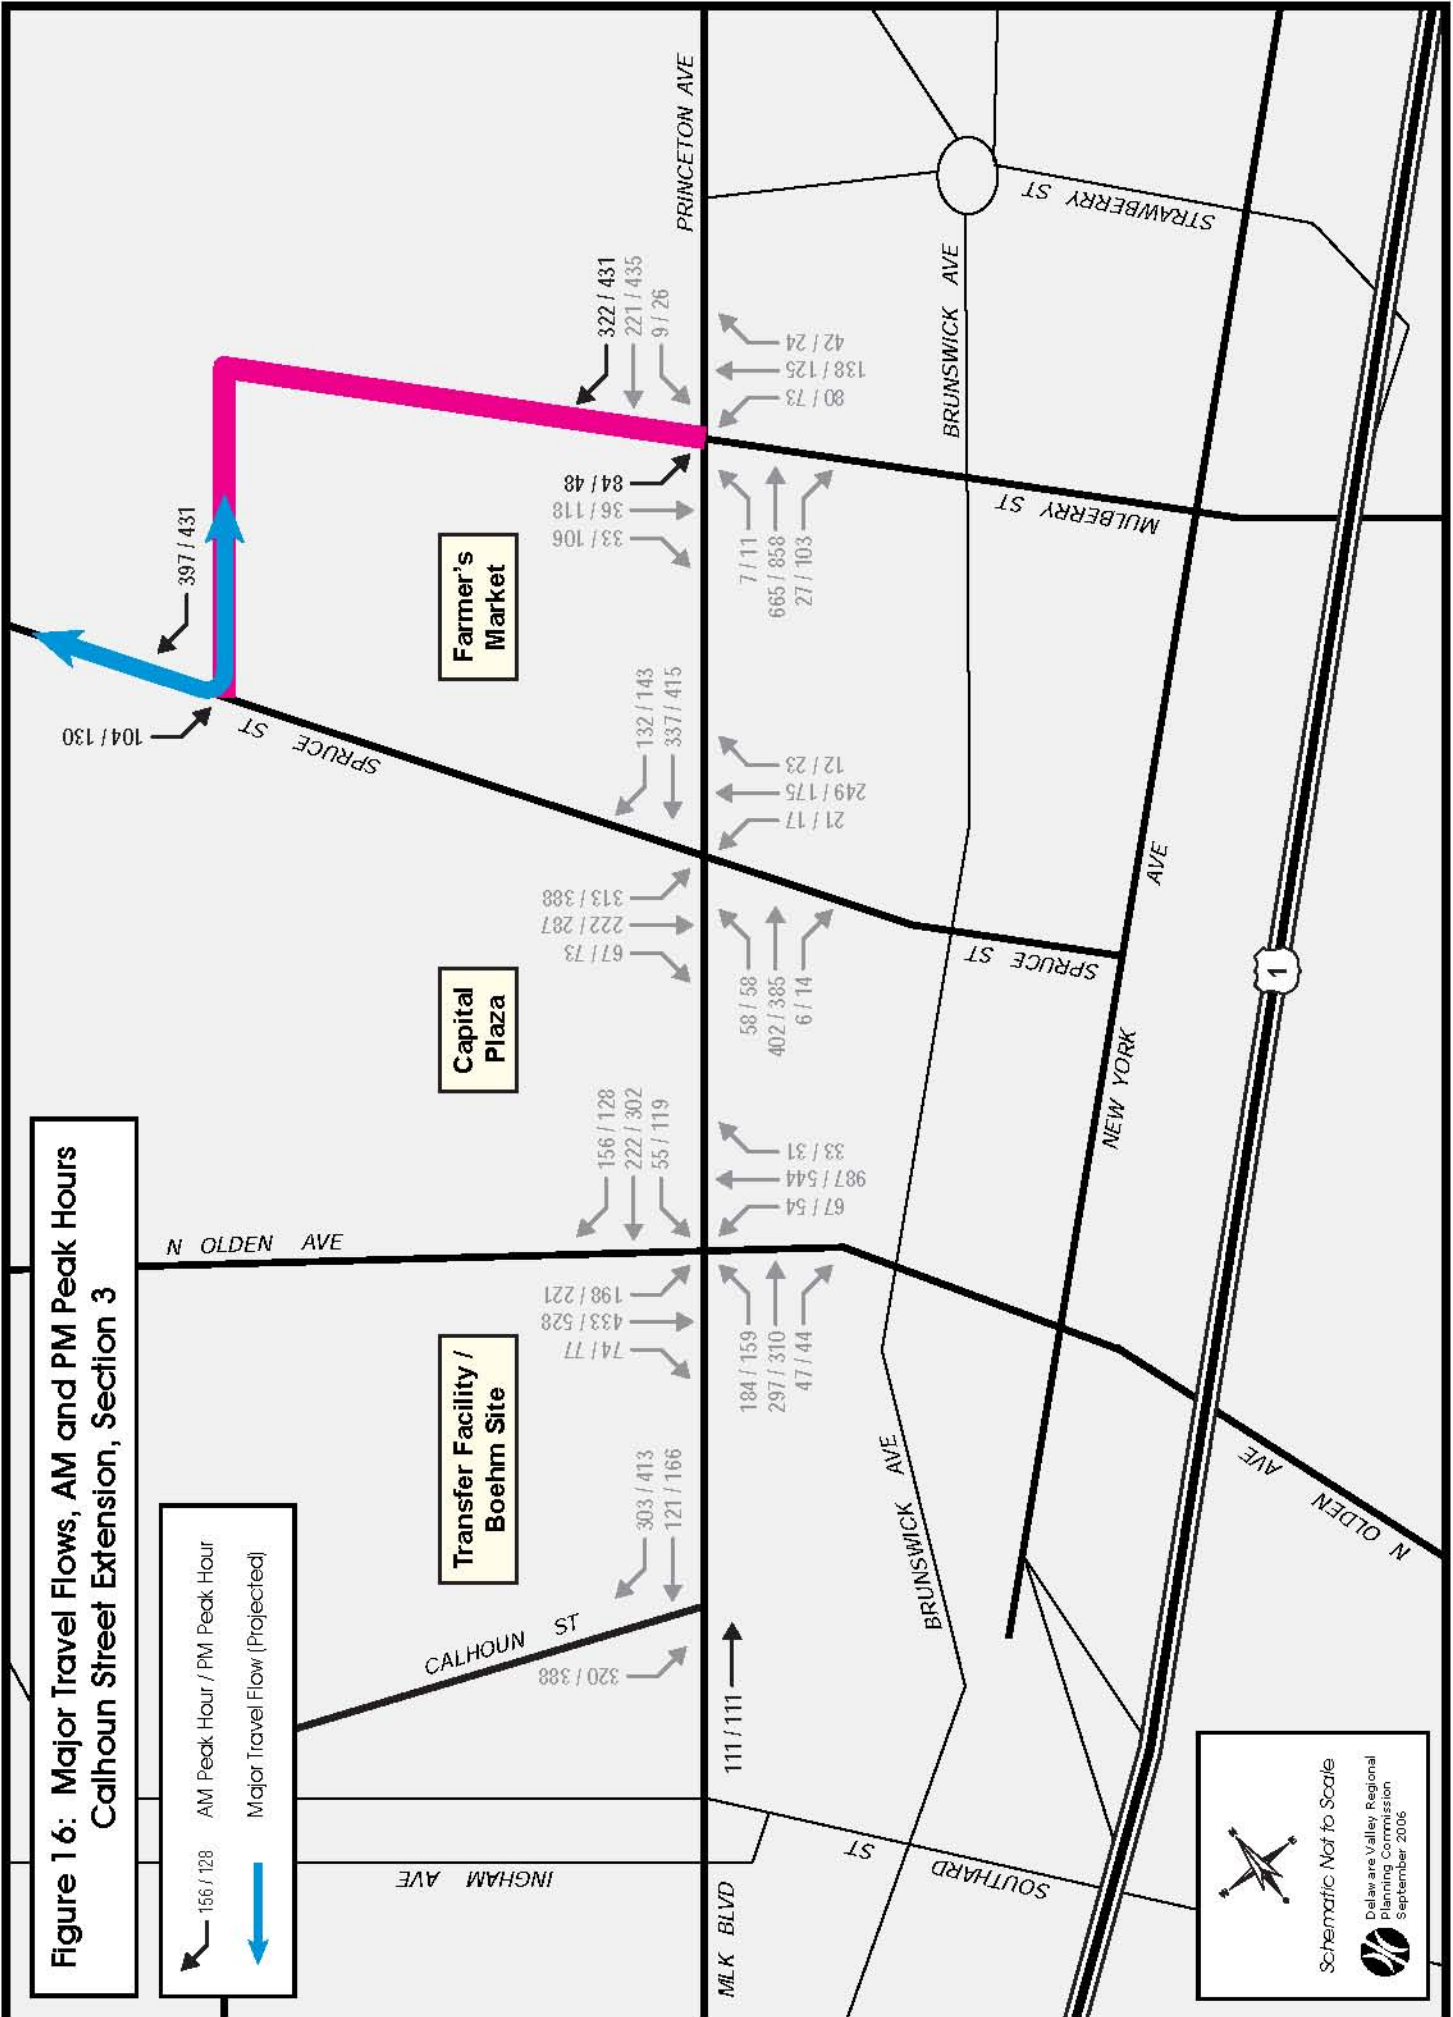 Figure 16: Major Travel Flows, AM and PM Peak Hours
Calhoun Street Extension, Section 3
156 / 128 AM Peak Hour / PM Peak Hour
Major Travel Flow (Projected)
104 / 130
397 / 431
SPRUCE ST
N OLDEN AVE
INGHAM AVE
CALHOUN ST
Transfer Facility /
Boehm Site
Capital
Plaza
Farmer's
Market
320 / 388
303 / 413
121 / 166
74 / 77
433 / 528
198 / 221
156 / 128
222 / 302
55 / 119
67 / 73
222 / 287
313 / 388
132 / 143
337 / 415
33 / 106
36 / 118
84 / 48
322 / 431
221 / 435
9 / 26
MLK BLVD
PRINCETON AVE
111 / 111
184 / 159
297 / 310
47 / 44
33 / 31
987 / 544
67 / 54
58 / 58
402 / 385
6 / 14
12 / 23
249 / 175
21 / 17
7 / 11
665 / 858
27 / 103
42 / 24
138 / 125
80 / 73
SOUTHARD ST
BRUNSWICK AVE
BRUNSWICK AVE
SPRUCE ST
MULBERRY ST
STRAWBERRY ST
NEW YORK AVE
N OLDEN AVE
1
Schematic Not to Scale
Delaware Valley Regional
Planning Commission
September 2006